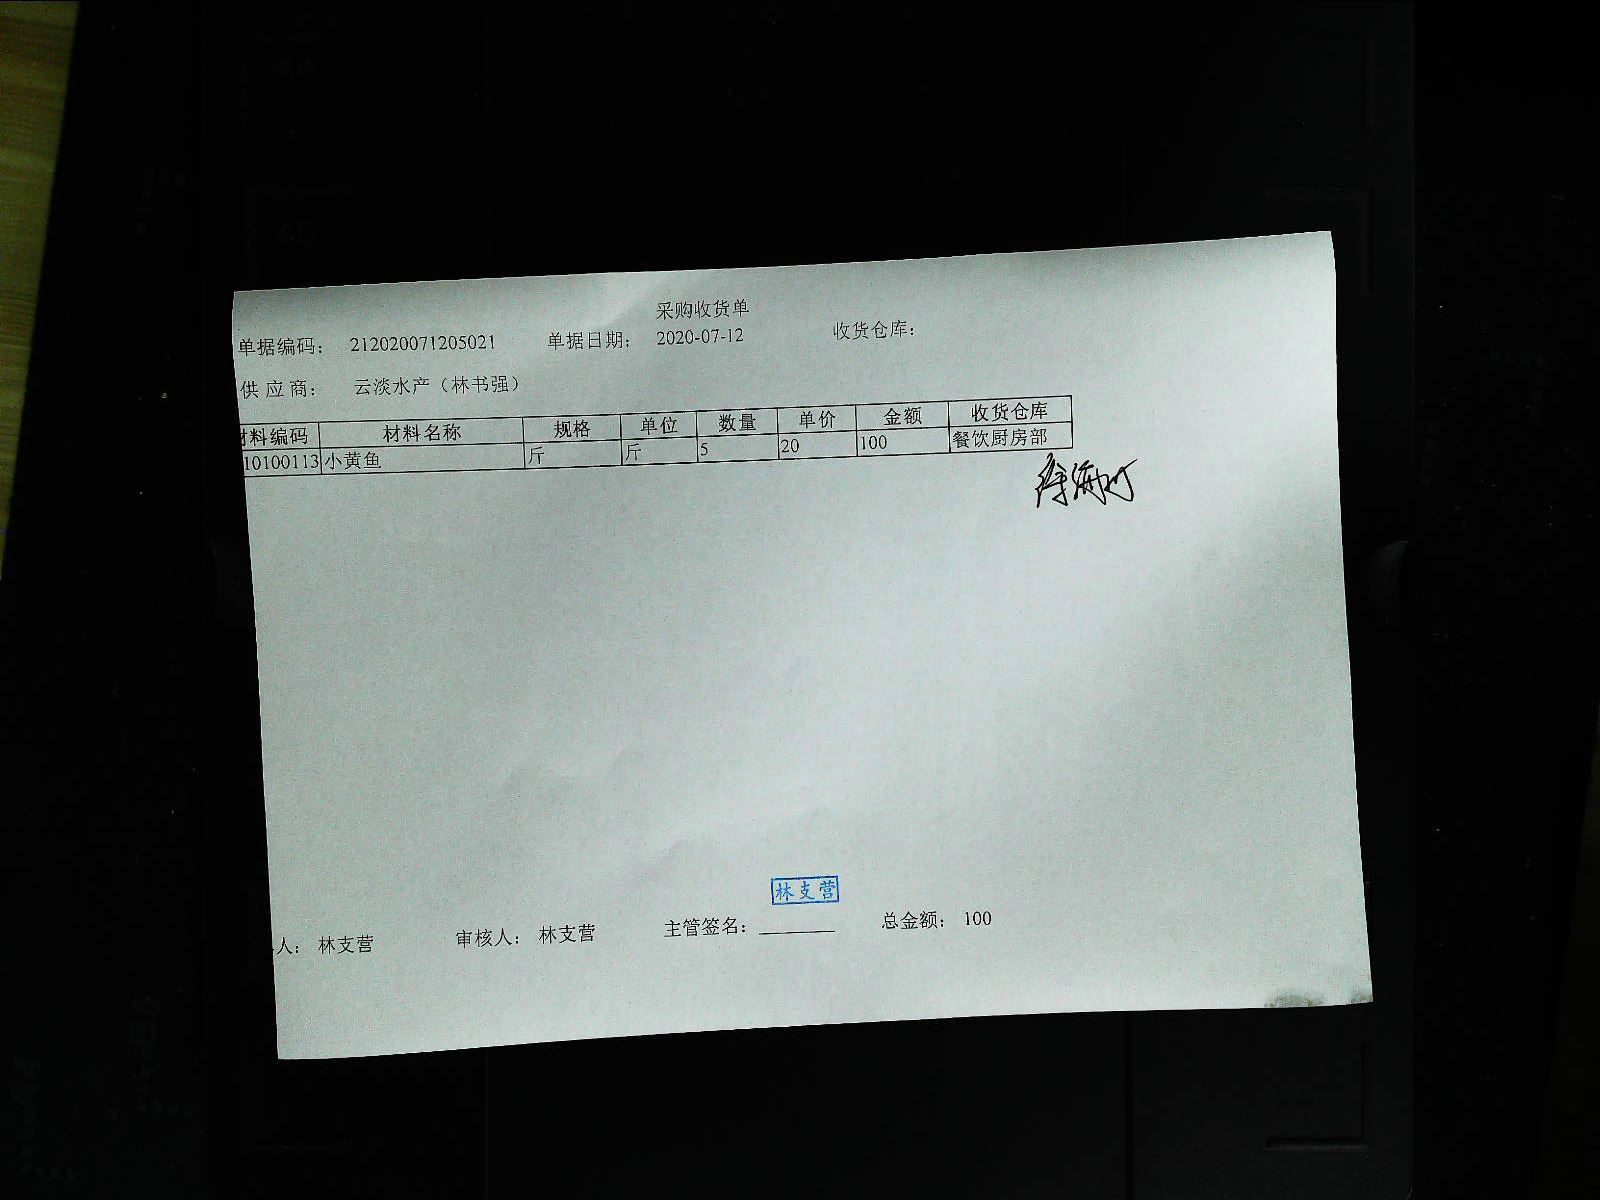 采购收货单
单据编码： 212020071205021 单据日期： 2020-07-12 收货仓库：
供 应 商： 云淡水产（林书强）
材料编码 材料名称 规格 单位 数量 单价 金额 收货仓库
10100113 小黄鱼 斤 斤 5 20 100 餐饮厨房部
林支营
人： 林支营 审核人： 林支营 主管签名：________ 总金额： 100